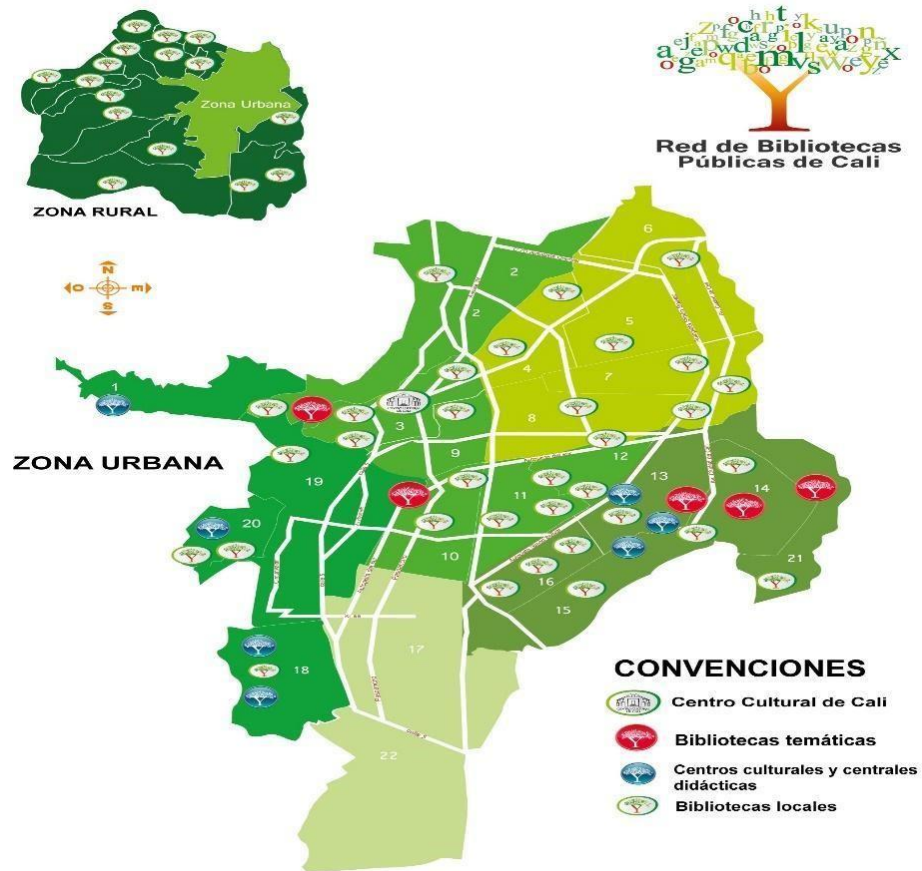 Red de Bibliotecas
Públicas de Cali
Zona Urbana
ZONA RURAL
N
O
E
S
6
2
2
5
4
7
1
8
3
ZONA URBANA
9
12
19
13
11
14
20
10
21
16
15
17
18
22
CONVENCIONES
Centro Cultural de Cali
Bibliotecas temáticas
Centros culturales y centrales
didácticas
Bibliotecas locales